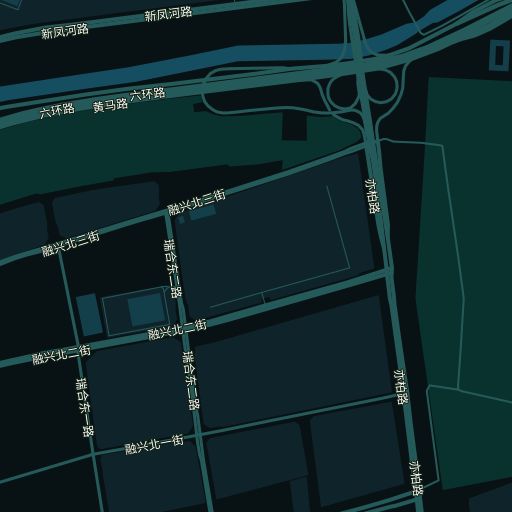 新凤河路
新凤河路
六环路
黄马路
六环路
亦柏路
融兴北三街
融兴北三街
瑞合东二路
融兴北二街
融兴北二街
瑞合东二路
瑞合东一路
亦柏路
融兴北一街
亦柏路